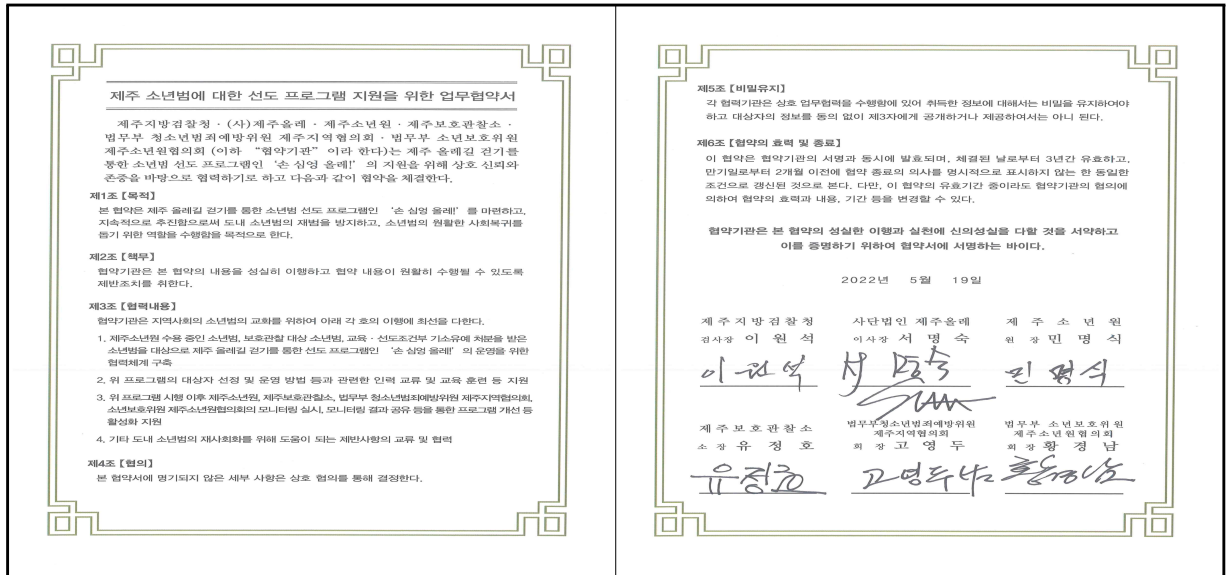 제주 소년범에 대한 선도 프로그램 지원을 위한 업무협약서
제주지방검찰청 · (사)제주올레 · 제주소년원 · 제주보호관찰소 ·
법무부 청소년범죄예방위원 제주지역협의회 · 법무부 소년보호위원
제주소년원협의회 (이하 “협약기관” 이라 한다)는 제주 올레길 걷기를
통한 소년범 선도 프로그램인 ‘손 심엉 올레!’ 의 지원을 위해 상호 신뢰와
존중을 바탕으로 협력하기로 하고 다음과 같이 협약을 체결한다.
제1조 【목적】
본 협약은 제주 올레길 걷기를 통한 소년범 선도 프로그램인 ‘손 심엉 올레!’ 를 마련하고,
지속적으로 추진함으로써 도내 소년범의 재범을 방지하고, 소년범의 원활한 사회복귀를
돕기 위한 역할을 수행함을 목적으로 한다.
제2조 【책무】
협약기관은 본 협약의 내용을 성실히 이행하고 협약 내용이 원활히 수행될 수 있도록
제반조치를 취한다.
제3조 【협력내용】
협약기관은 지역사회의 소년범의 교화를 위하여 아래 각 호의 이행에 최선을 다한다.
1. 제주소년원 수용 중인 소년범, 보호관찰 대상 소년범, 교육 · 선도조건부 기소유예 처분을 받은
소년범을 대상으로 제주 올레길 걷기를 통한 선도 프로그램인 ‘손 심엉 올레!’ 의 운영을 위한
협력체계 구축
2. 위 프로그램의 대상자 선정 및 운영 방법 등과 관련한 인력 교류 및 교육 훈련 등 지원
3. 위 프로그램 시행 이후 제주소년원, 제주보호관찰소, 법무부 청소년범죄예방위원 제주지역협의회,
소년보호위원 제주소년원협의회의 모니터링 실시, 모니터링 결과 공유 등을 통한 프로그램 개선 등
활성화 지원
4. 기타 도내 소년범의 재사회화를 위해 도움이 되는 제반사항의 교류 및 협력
제4조 【협의】
본 협약서에 명기되지 않은 세부 사항은 상호 협의를 통해 결정한다.
제5조 【비밀유지】
각 협력기관은 상호 업무협력을 수행함에 있어 취득한 정보에 대해서는 비밀을 유지하여야
하고 대상자의 정보를 동의 없이 제3자에게 공개하거나 제공하여서는 아니 된다.
제6조 【협약의 효력 및 종료】
이 협약은 협약기관의 서명과 동시에 발효되며, 체결된 날로부터 3년간 유효하고,
만기일로부터 2개월 이전에 협약 종료의 의사를 명시적으로 표시하지 않는 한 동일한
조건으로 갱신된 것으로 본다. 다만, 이 협약의 유효기간 중이라도 협약기관의 협의에
의하여 협약의 효력과 내용, 기간 등을 변경할 수 있다.
협약기관은 본 협약의 성실한 이행과 실천에 신의성실을 다할 것을 서약하고
이를 증명하기 위하여 협약서에 서명하는 바이다.
2022년 5월 19일
제주지방검찰청 사단법인 제주올레 제주소년원
검사장 이원석 이사장 서명숙 원장 민명식
이원석 서명숙 민명식
제주보호관찰소 법무부청소년범죄예방위원 제주지역협의회 법무부 소년보호위원 제주소년원협의회
소장 유정호 회장 고영두 회장 황경남
유정호 고영두 황경남